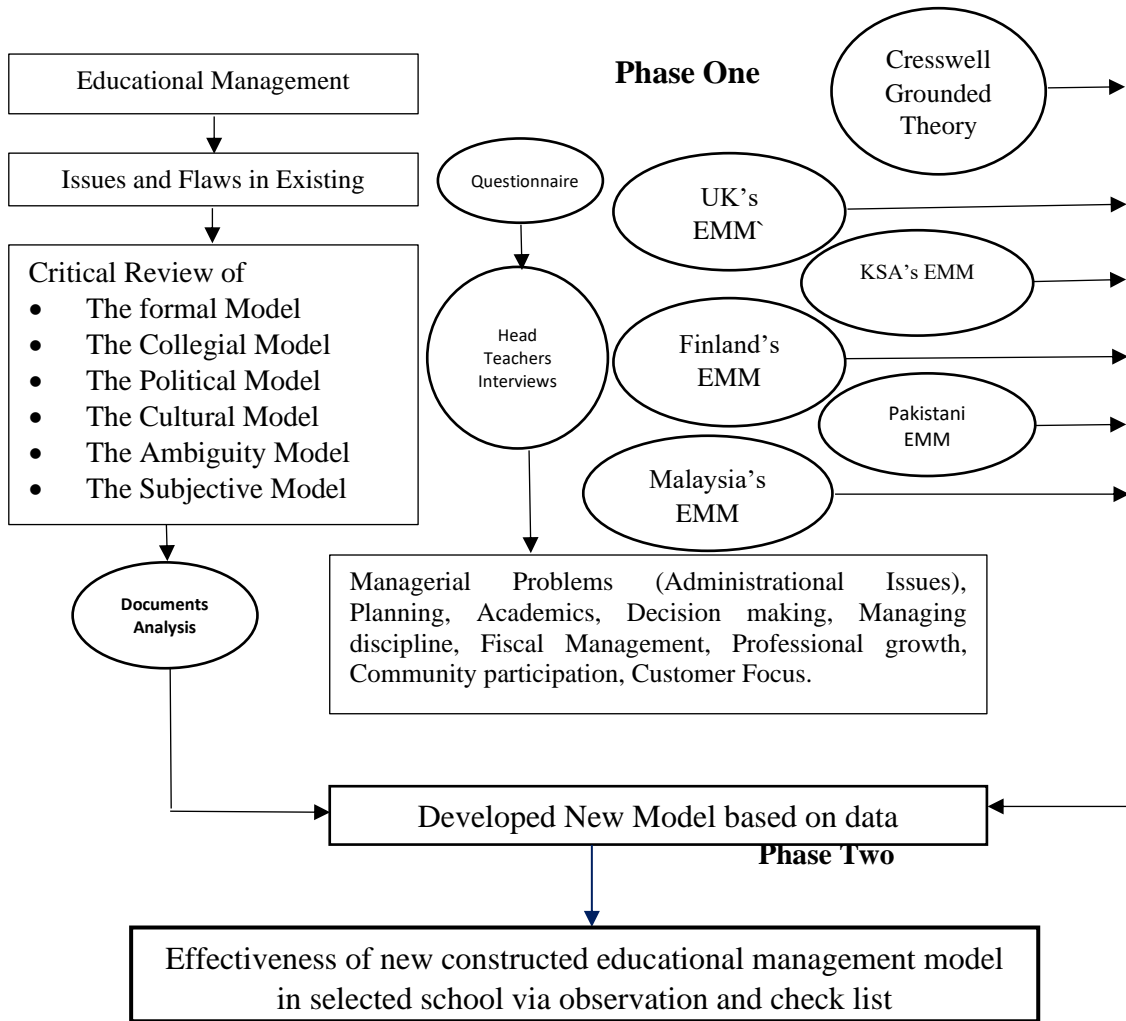 Educational Management
Issues and Flaws in Existing
Critical Review of
• The formal Model
• The Collegial Model
• The Political Model
• The Cultural Model
• The Ambiguity Model
• The Subjective Model
Documents
Analysis
Phase One
Questionnaire
Head
Teachers
Interviews
Cresswell
Grounded
Theory
UK’s
EMM`
KSA’s EMM
Finland’s
EMM
Pakistani
EMM
Malaysia’s
EMM
Managerial Problems (Administrational Issues),
Planning, Academics, Decision making, Managing
discipline, Fiscal Management, Professional growth,
Community participation, Customer Focus.
Developed New Model based on data
Phase Two
Effectiveness of new constructed educational management model
in selected school via observation and check list